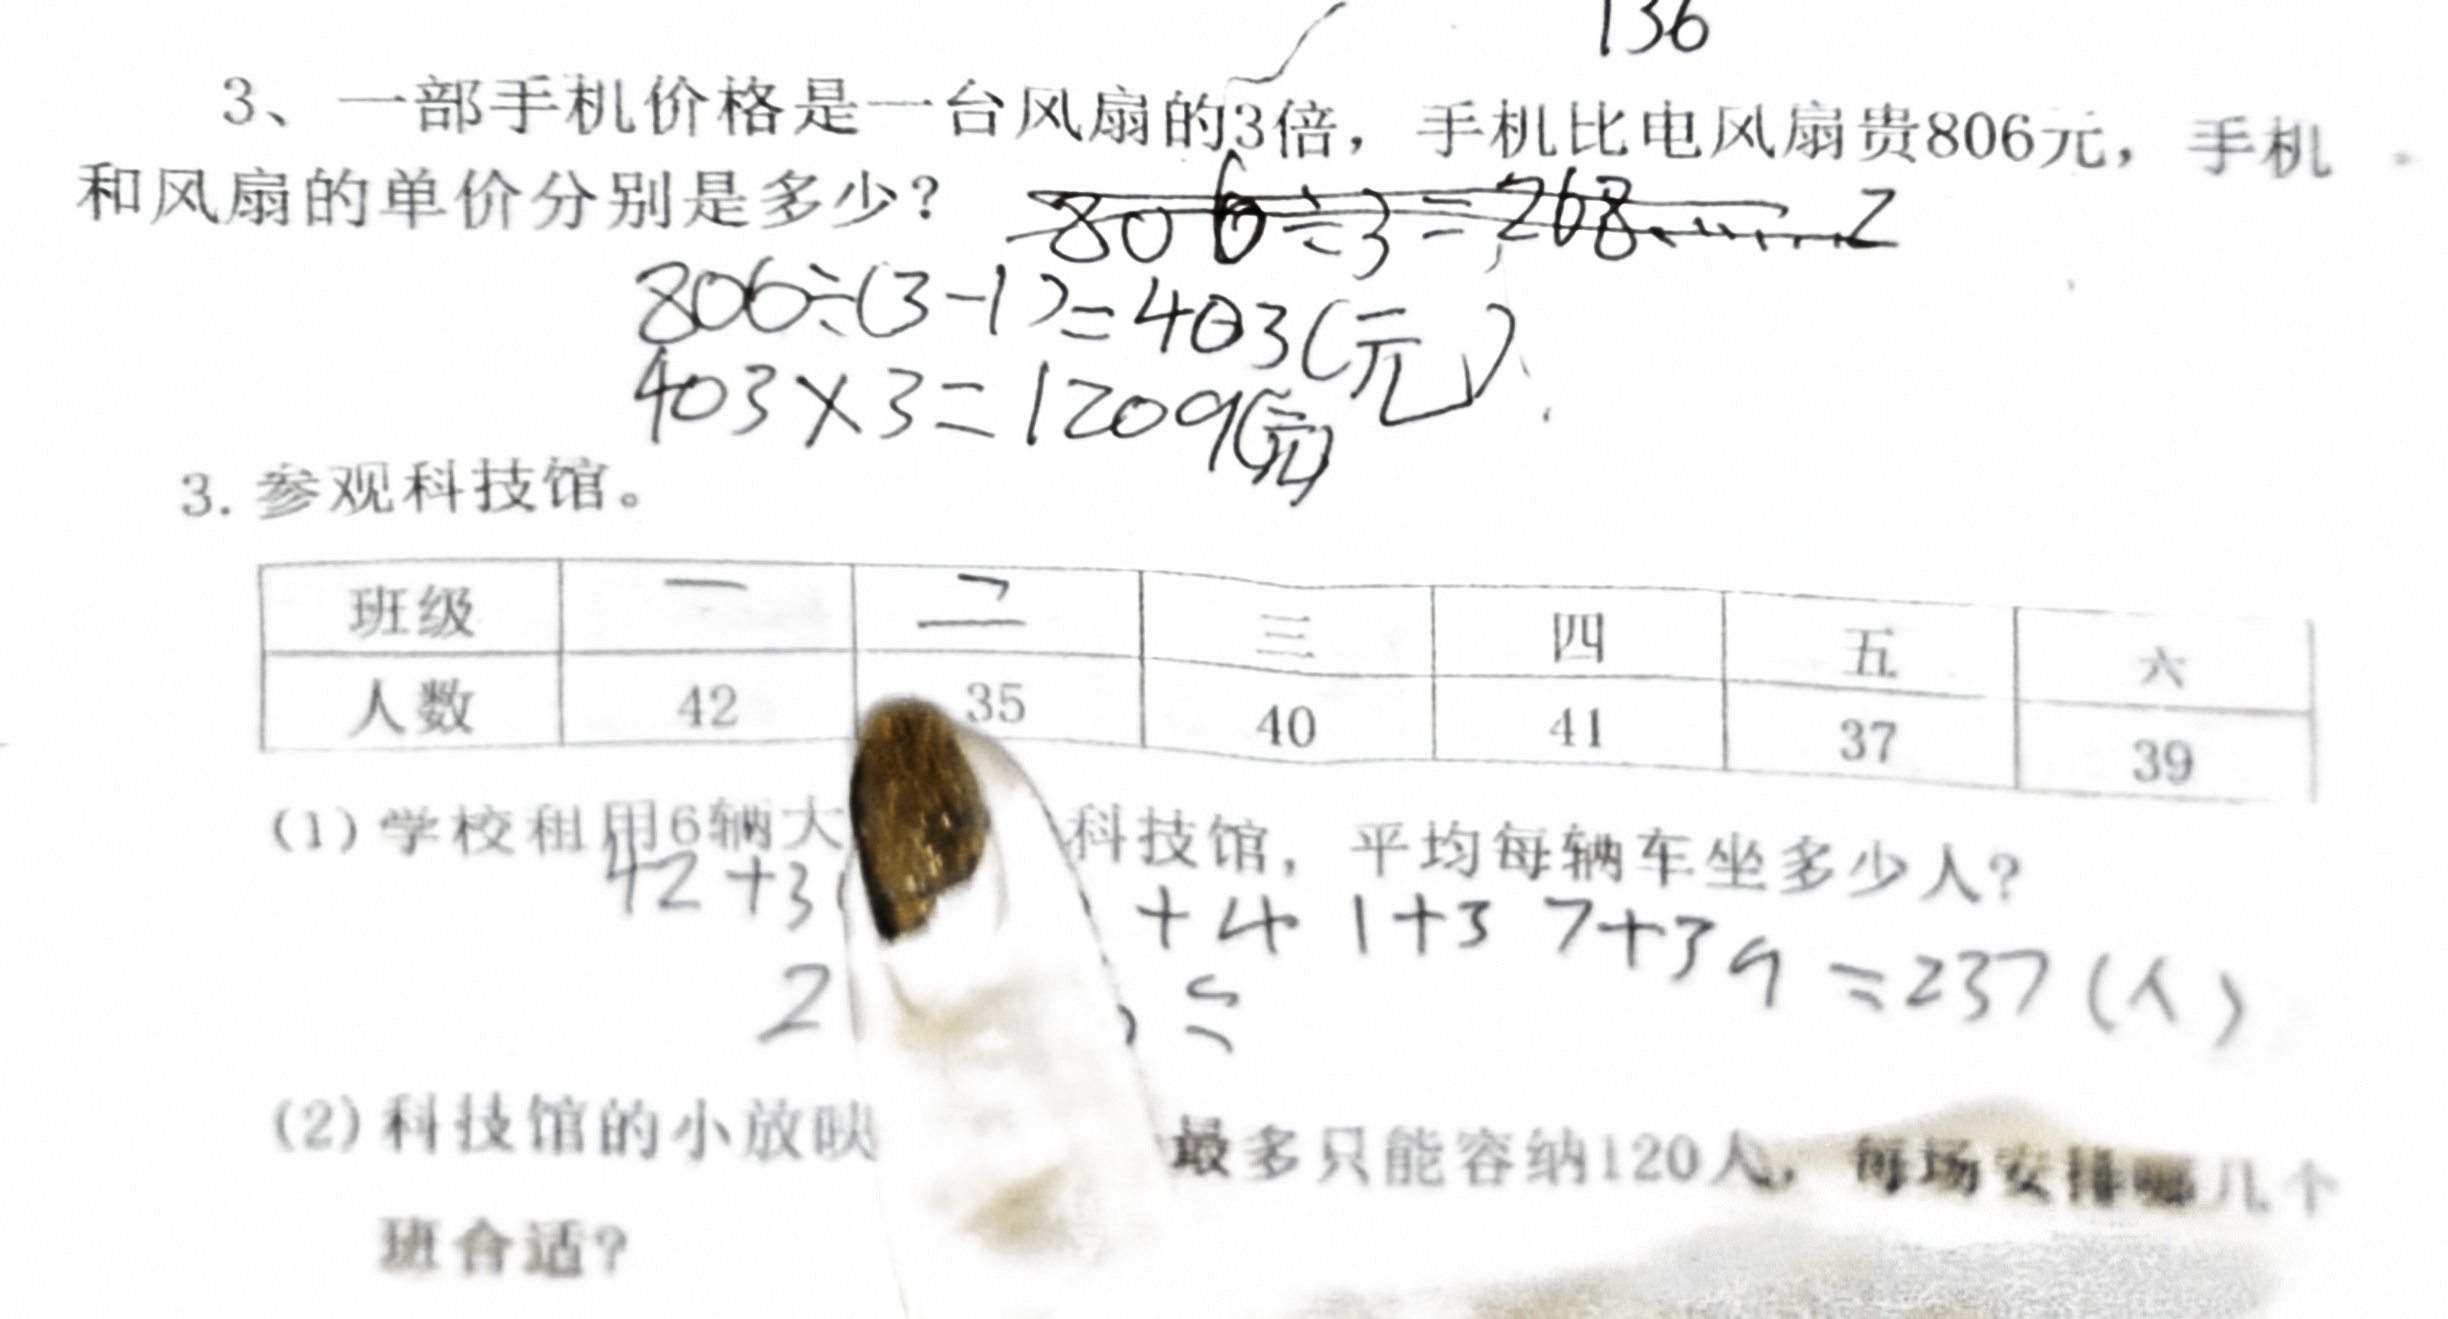 136
3、一部手机价格是一台风扇的3倍，手机比电风扇贵806元，手机
和风扇的单价分别是多少？ 806÷3=268……2
806÷(3-1)=403(元)
403×3=1209(元)
3. 参观科技馆。
班级 一 二 三 四 五 六
人数 42 35 40 41 37 39
(1) 学校租用6辆大 科技馆，平均每辆车坐多少人？
42+3 +41+37+39=237(人)
2
(2) 科技馆的小放映 最多只能容纳120人，每场安排哪几个
班合适？